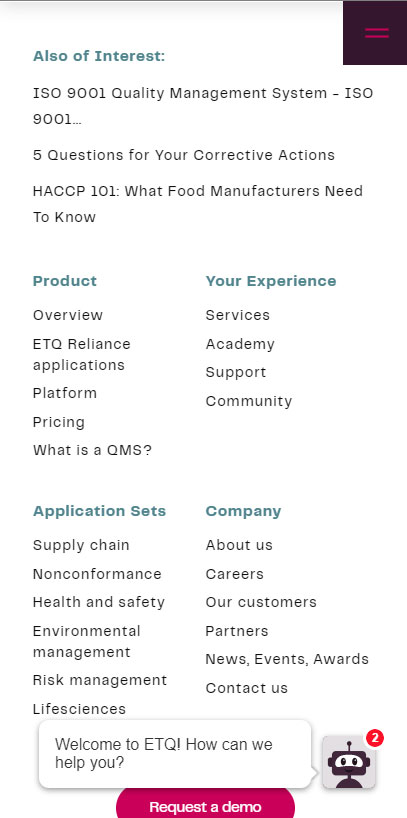 Also of Interest:
ISO 9001 Quality Management System – ISO
9001...
5 Questions for Your Corrective Actions
HACCP 101: What Food Manufacturers Need
To Know
Product
Overview
ETQ Reliance
applications
Platform
Pricing
What is a QMS?
Your Experience
Services
Academy
Support
Community
Application Sets
Supply chain
Nonconformance
Health and safety
Environmental
management
Risk management
Lifesciences
Company
About us
Careers
Our customers
Partners
News, Events, Awards
Contact us
Welcome to ETQ! How can we
help you?
2
Request a demo